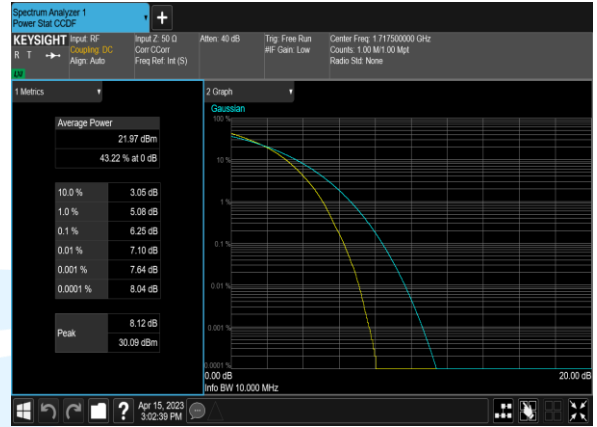 Spectrum Analyzer 1
Power Stat CCDF
KEYSIGHT
R T
LW
Input: RF
Coupling: DC
Align: Auto
Input Z: 50 Ω
Corr CCorr
Freq Ref: Int (S)
Atten: 40 dB
Trig: Free Run
#IF Gain: Low
Center Freq: 1.717500000 GHz
Counts: 1.00 M/1.00 Mpt
Radio Std: None
1 Metrics
Average Power
21.97 dBm
43.22 % at 0 dB
10.0 % 3.05 dB
1.0 % 5.08 dB
0.1 % 6.25 dB
0.01 % 7.10 dB
0.001 % 7.64 dB
0.0001 % 8.04 dB
Peak
8.12 dB
30.09 dBm
2 Graph
Gaussian
100 %
10 %
1 %
0.1 %
0.01 %
0.001 %
0.0001 %
0.00 dB
20.00 dB
Info BW 10.000 MHz
?
Apr 15, 2023
3:02:39 PM